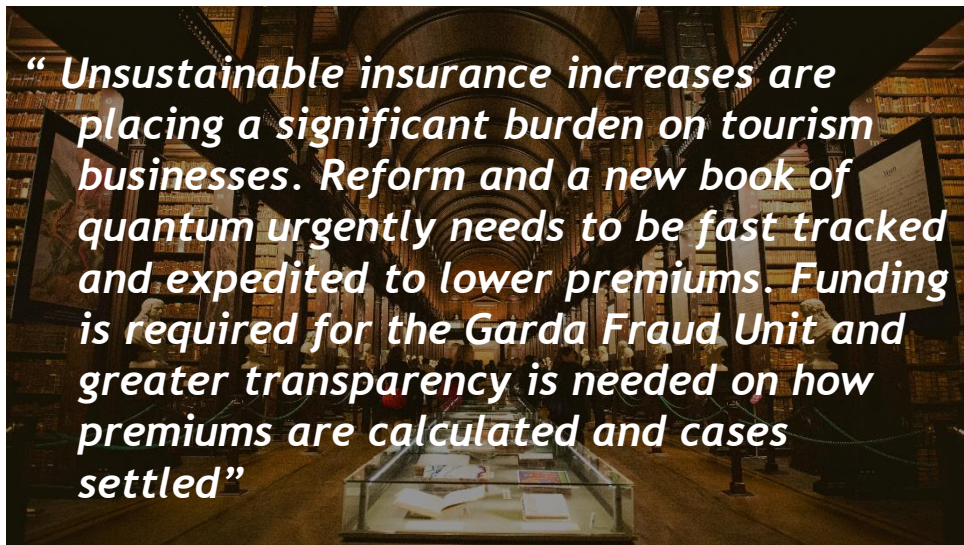 “ Unsustainable insurance increases are
placing a significant burden on tourism
businesses. Reform and a new book of
quantum urgently needs to be fast tracked
and expedited to lower premiums. Funding
is required for the Garda Fraud Unit and
greater transparency is needed on how
premiums are calculated and cases
settled”